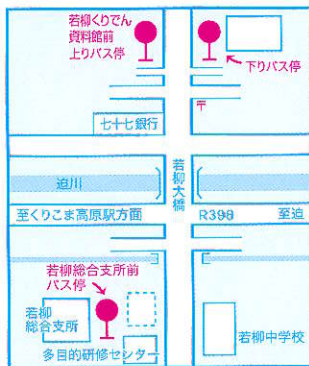 若柳くりでん
資料館前
上りバス停
下りバス停
〒
七十七銀行
若柳大橋
迫川
至くりこま高原駅方面
R398
至迫
若柳総合支所前
バス停
若柳
総合支所
多目的研修センター
若柳中学校